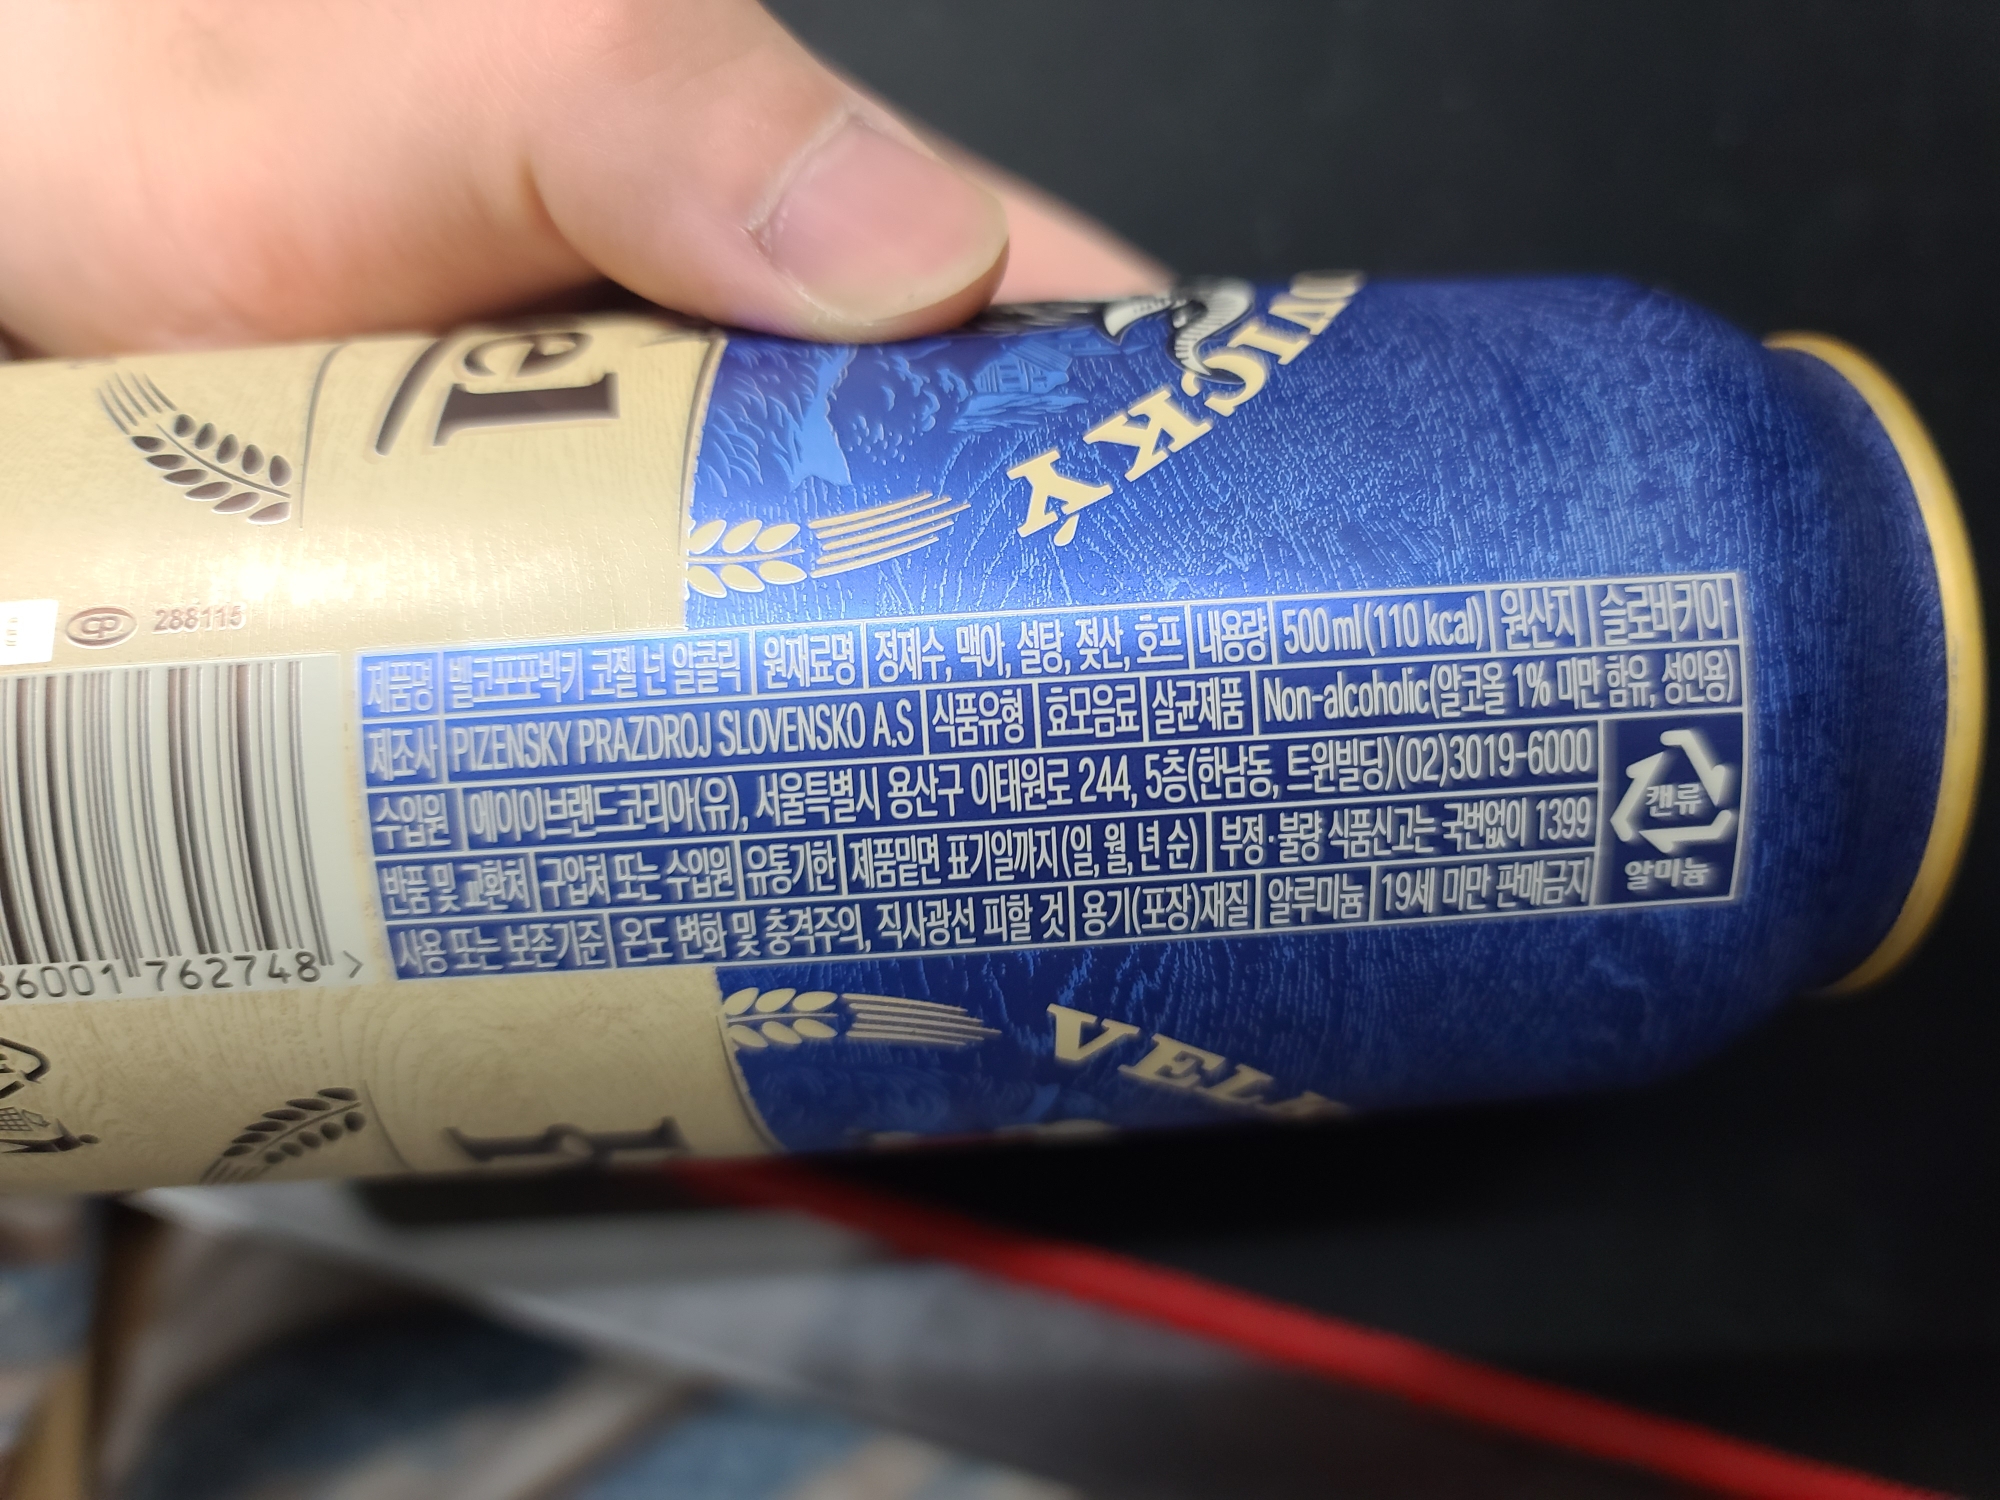 el
VICKÝ
288115
CP
제품명 벨코포포빅키 코젤 넌 알콜릭 원재료명 정제수, 맥아, 설탕, 젖산, 호프 내용량 500ml(110 kcal) 원산지 슬로바키아
제조사 PIZENSKY PRAZDROJ SLOVENSKO A.S 식품유형 효모음료 살균제품 Non-alcoholic(알코올 1% 미만 함유, 성인용)
수입원 에이이브랜드코리아(유), 서울특별시 용산구 이태원로 244, 5층(한남동, 트윈빌딩)(02)3019-6000
반품 및 교환처 구입처 또는 수입원 유통기한 제품밑면 표기일까지(일, 월, 년 순) 부정·불량 식품신고는 국번없이 1399
사용 또는 보존기준 온도 변화 및 충격주의, 직사광선 피할 것 용기(포장)재질 알루미늄 19세 미만 판매금지
캔류
알미늄
36001 762748 >
VELK
K